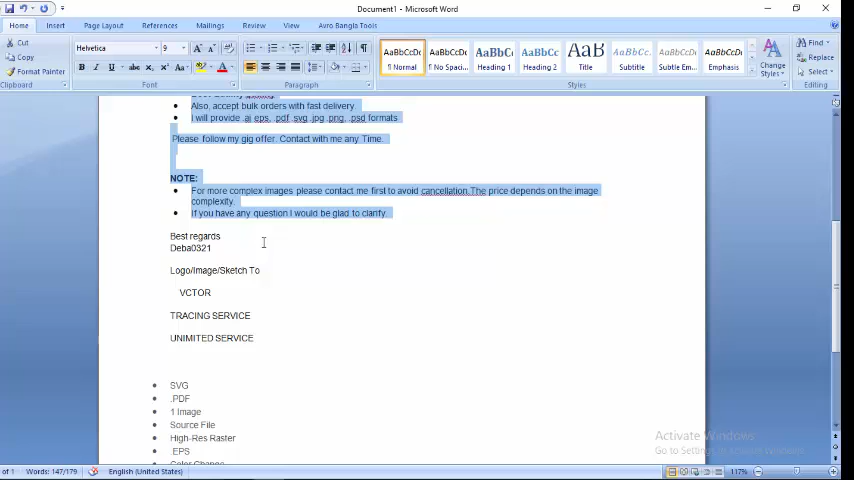 Document1 - Microsoft Word
Home Insert Page Layout References Mailings Review View Avro Bangla Tools
Cut
Copy
Format Painter
Clipboard
Helvetica 9
Font
Paragraph
AaBbCcDc AaBbCcDc AaBbCc AaBbCc AaB AaBbCc. AaBbCcDc AaBbCcDc
¶ Normal ¶ No Spaci... Heading 1 Heading 2 Title Subtitle Subtle Em... Emphasis
Change Styles
Styles
Find
Replace
Select
Editing
Also, accept bulk orders with fast delivery.
I will provide .ai eps, .pdf .svg .jpg .png, .psd formats
Please follow my gig offer. Contact with me any Time.
NOTE:
For more complex images please contact me first to avoid cancellation.The price depends on the image
complexity.
If you have any question I would be glad to clarify.
Best regards
Deba0321
Logo/Image/Sketch To
VCTOR
TRACING SERVICE
UNIMITED SERVICE
SVG
.PDF
1 Image
Source File
High-Res Raster
EPS
Color Change
Activate Windows
Go to Settings to activate Windows.
of 1 Words: 147/179 English (United States) 117%